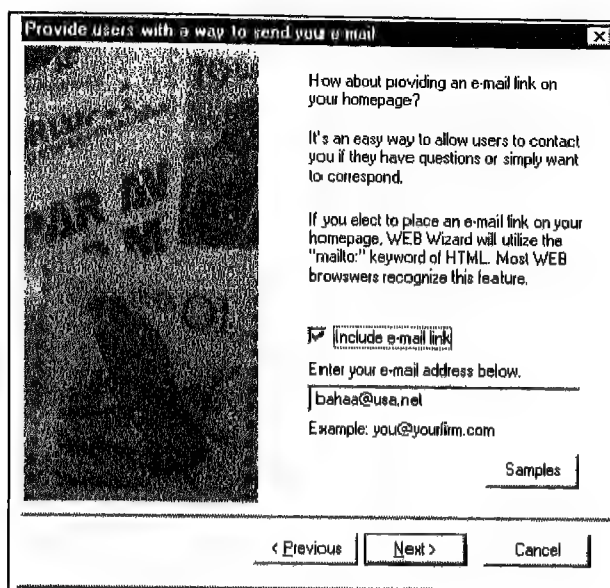 Provide users with a way to send you e-mail
How about providing an e-mail link on
your homepage?
It's an easy way to allow users to contact
you if they have questions or simply want
to correspond.
If you elect to place an e-mail link on your
homepage, WEB Wizard will utilize the
"mailto:" keyword of HTML. Most WEB
browswers recognize this feature.
Include e-mail link
Enter your e-mail address below.
bahaa@usa.net
Example: you@yourfirm.com
Samples
< Previous
Next >
Cancel
PAR AV